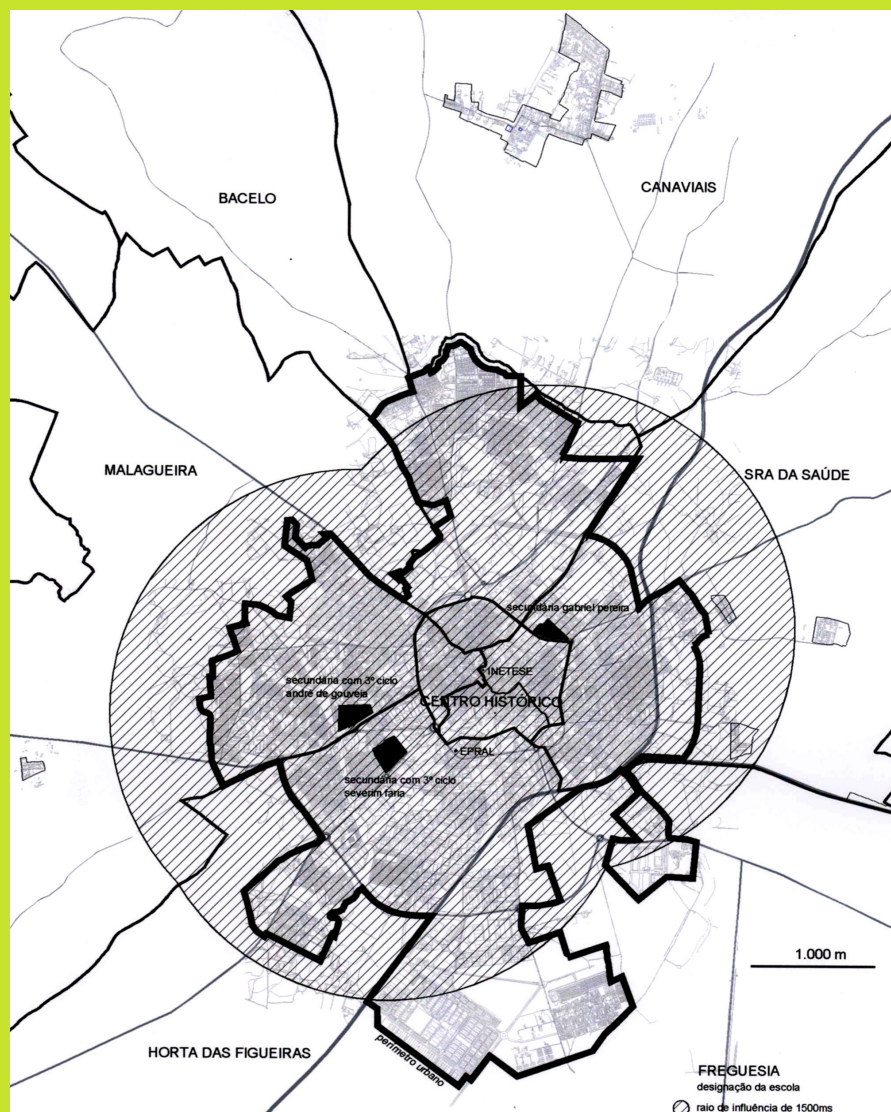 BACELO
CANAVIAIS
MALAGUEIRA
SRA DA SAÚDE
secundária gabriel pereira
INETESE
secundária com 3º ciclo
andré de gouveia
CENTRO HISTÓRICO
EPRAL
secundária com 3º ciclo
severim faria
1.000 m
HORTA DAS FIGUEIRAS
perímetro urbano
FREGUESIA
designação da escola
raio de influência de 1500ms